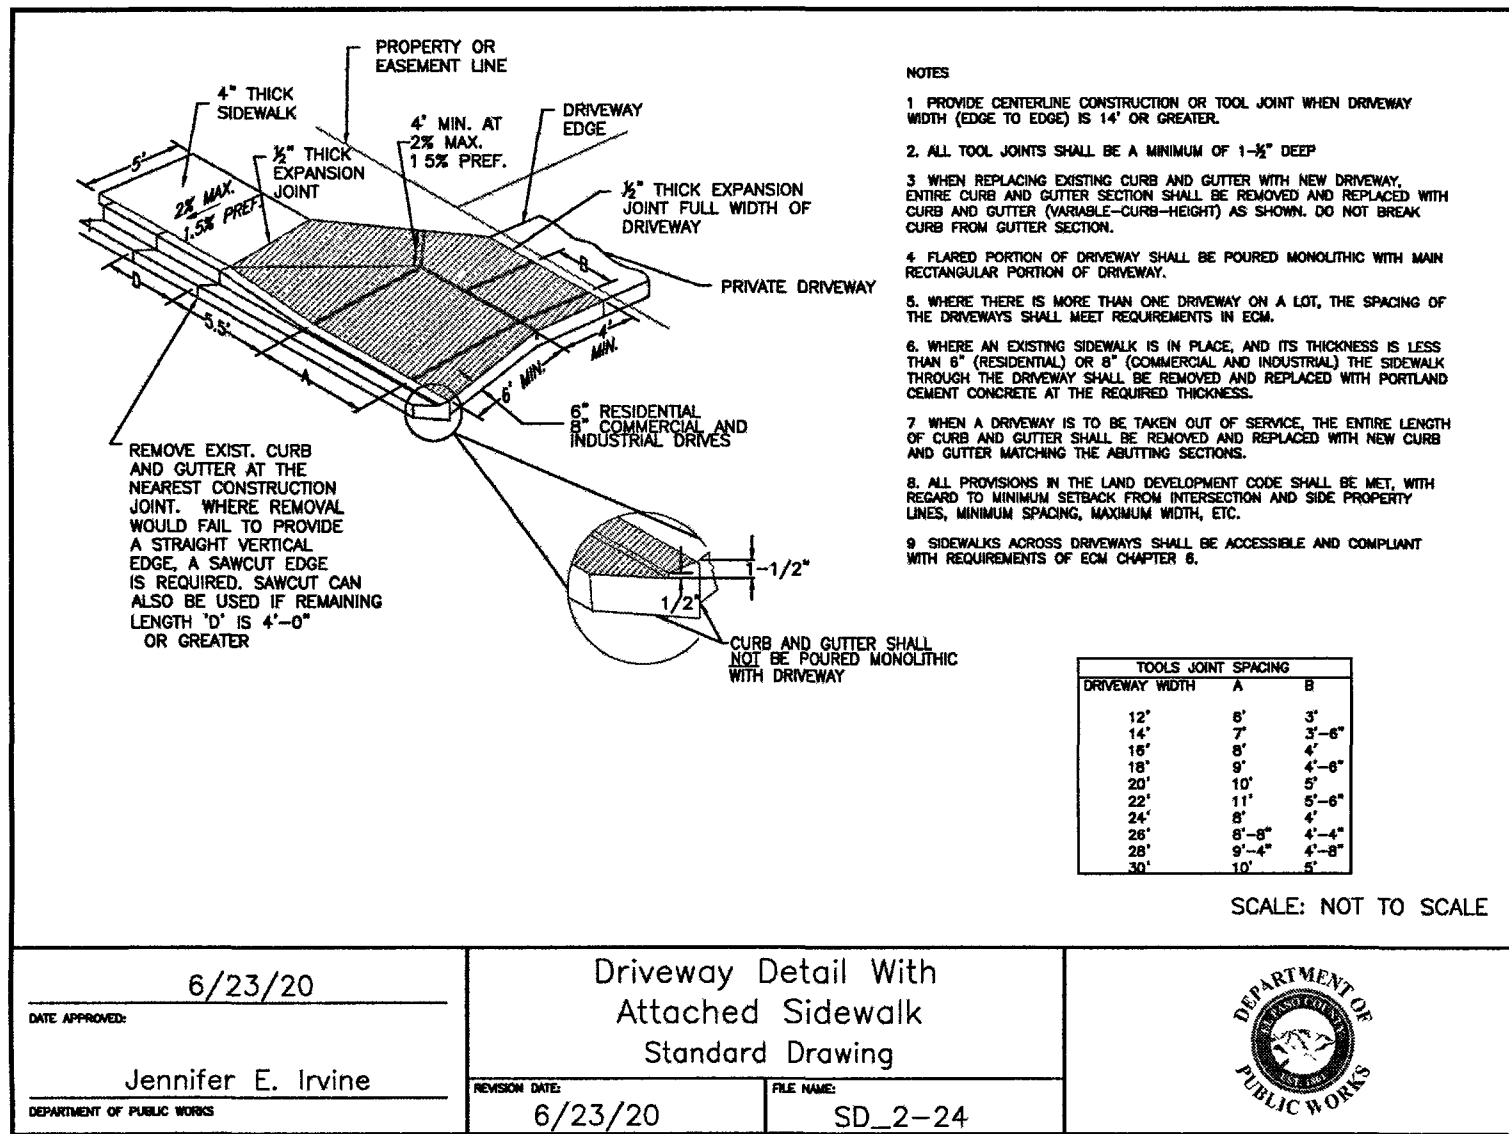 PROPERTY OR
EASEMENT LINE
4" THICK
SIDEWALK
4' MIN. AT
2% MAX.
1 5% PREF.
DRIVEWAY
EDGE
5'
½" THICK
EXPANSION
JOINT
2% MAX.
1.5% PREF.
½" THICK EXPANSION
JOINT FULL WIDTH OF
DRIVEWAY
B
PRIVATE DRIVEWAY
D
5.5'
A
4'
MIN.
6' MIN.
6" RESIDENTIAL
8" COMMERCIAL AND
INDUSTRIAL DRIVES
REMOVE EXIST. CURB
AND GUTTER AT THE
NEAREST CONSTRUCTION
JOINT. WHERE REMOVAL
WOULD FAIL TO PROVIDE
A STRAIGHT VERTICAL
EDGE, A SAWCUT EDGE
IS REQUIRED. SAWCUT CAN
ALSO BE USED IF REMAINING
LENGTH 'D' IS 4'-0"
OR GREATER
1-1/2"
1/2"
CURB AND GUTTER SHALL
NOT BE POURED MONOLITHIC
WITH DRIVEWAY
NOTES
1 PROVIDE CENTERLINE CONSTRUCTION OR TOOL JOINT WHEN DRIVEWAY
WIDTH (EDGE TO EDGE) IS 14' OR GREATER.
2. ALL TOOL JOINTS SHALL BE A MINIMUM OF 1-½" DEEP
3 WHEN REPLACING EXISTING CURB AND GUTTER WITH NEW DRIVEWAY,
ENTIRE CURB AND GUTTER SECTION SHALL BE REMOVED AND REPLACED WITH
CURB AND GUTTER (VARIABLE-CURB-HEIGHT) AS SHOWN. DO NOT BREAK
CURB FROM GUTTER SECTION.
4 FLARED PORTION OF DRIVEWAY SHALL BE POURED MONOLITHIC WITH MAIN
RECTANGULAR PORTION OF DRIVEWAY.
5. WHERE THERE IS MORE THAN ONE DRIVEWAY ON A LOT, THE SPACING OF
THE DRIVEWAYS SHALL MEET REQUIREMENTS IN ECM.
6. WHERE AN EXISTING SIDEWALK IS IN PLACE, AND ITS THICKNESS IS LESS
THAN 6" (RESIDENTIAL) OR 8" (COMMERCIAL AND INDUSTRIAL) THE SIDEWALK
THROUGH THE DRIVEWAY SHALL BE REMOVED AND REPLACED WITH PORTLAND
CEMENT CONCRETE AT THE REQUIRED THICKNESS.
7 WHEN A DRIVEWAY IS TO BE TAKEN OUT OF SERVICE, THE ENTIRE LENGTH
OF CURB AND GUTTER SHALL BE REMOVED AND REPLACED WITH NEW CURB
AND GUTTER MATCHING THE ABUTTING SECTIONS.
8. ALL PROVISIONS IN THE LAND DEVELOPMENT CODE SHALL BE MET, WITH
REGARD TO MINIMUM SETBACK FROM INTERSECTION AND SIDE PROPERTY
LINES, MINIMUM SPACING, MAXIMUM WIDTH, ETC.
9 SIDEWALKS ACROSS DRIVEWAYS SHALL BE ACCESSIBLE AND COMPLIANT
WITH REQUIREMENTS OF ECM CHAPTER 6.
TOOLS JOINT SPACING
DRIVEWAY WIDTH A B
12' 6' 3'
14' 7' 3'-6"
16' 8' 4'
18' 9' 4'-6"
20' 10' 5'
22' 11' 5'-6"
24' 8' 4'
26' 8'-8" 4'-4"
28' 9'-4" 4'-8"
30' 10' 5'
SCALE: NOT TO SCALE
6/23/20
DATE APPROVED:
Jennifer E. Irvine
DEPARTMENT OF PUBLIC WORKS
Driveway Detail With
Attached Sidewalk
Standard Drawing
REVISION DATE:
6/23/20
FILE NAME:
SD_2-24
DEPARTMENT OF
PUBLIC WORKS